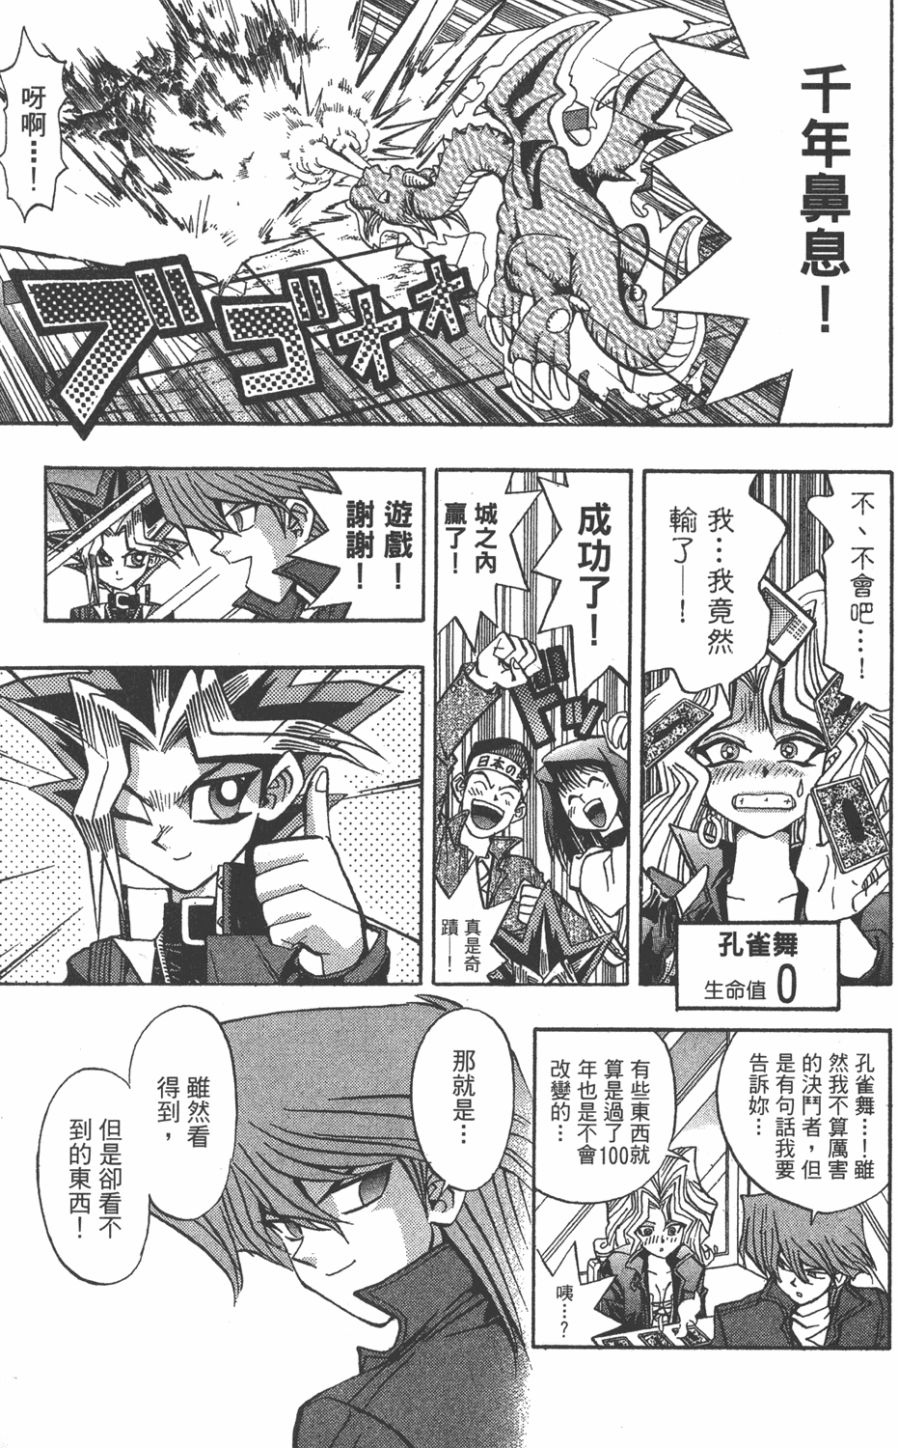 千年鼻息！
呀啊…！
ブゴォォ
不、不會吧…！
我…我竟然
輸了——！
孔雀舞
生命值0
成功了！
城之內
贏了！
ドッ
日本の
真是奇
蹟—！
遊戲！
謝謝！
孔雀舞…！雖
然我不算厲害
的決鬥者，但
是有句話我要
告訴妳…
有些東西就
算是過了100
年也是不會
改變的…
咦…？
那就是…
雖然看
得到，
但是卻看不
到的東西！